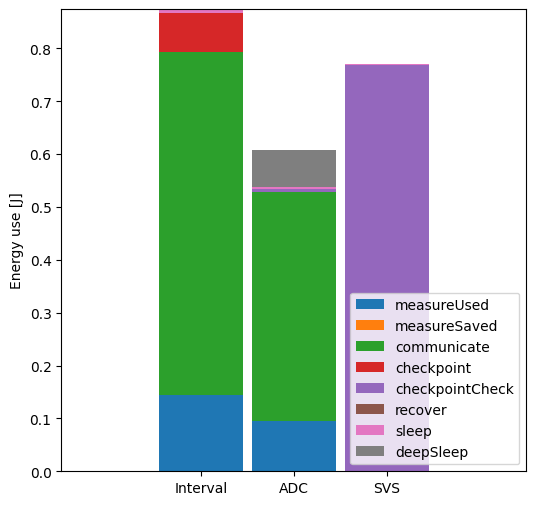 Energy use [J]
0.8
0.7
0.6
0.5
0.4
0.3
0.2
0.1
0.0
measureUsed
measureSaved
communicate
checkpoint
checkpointCheck
recover
sleep
deepSleep
Interval ADC SVS